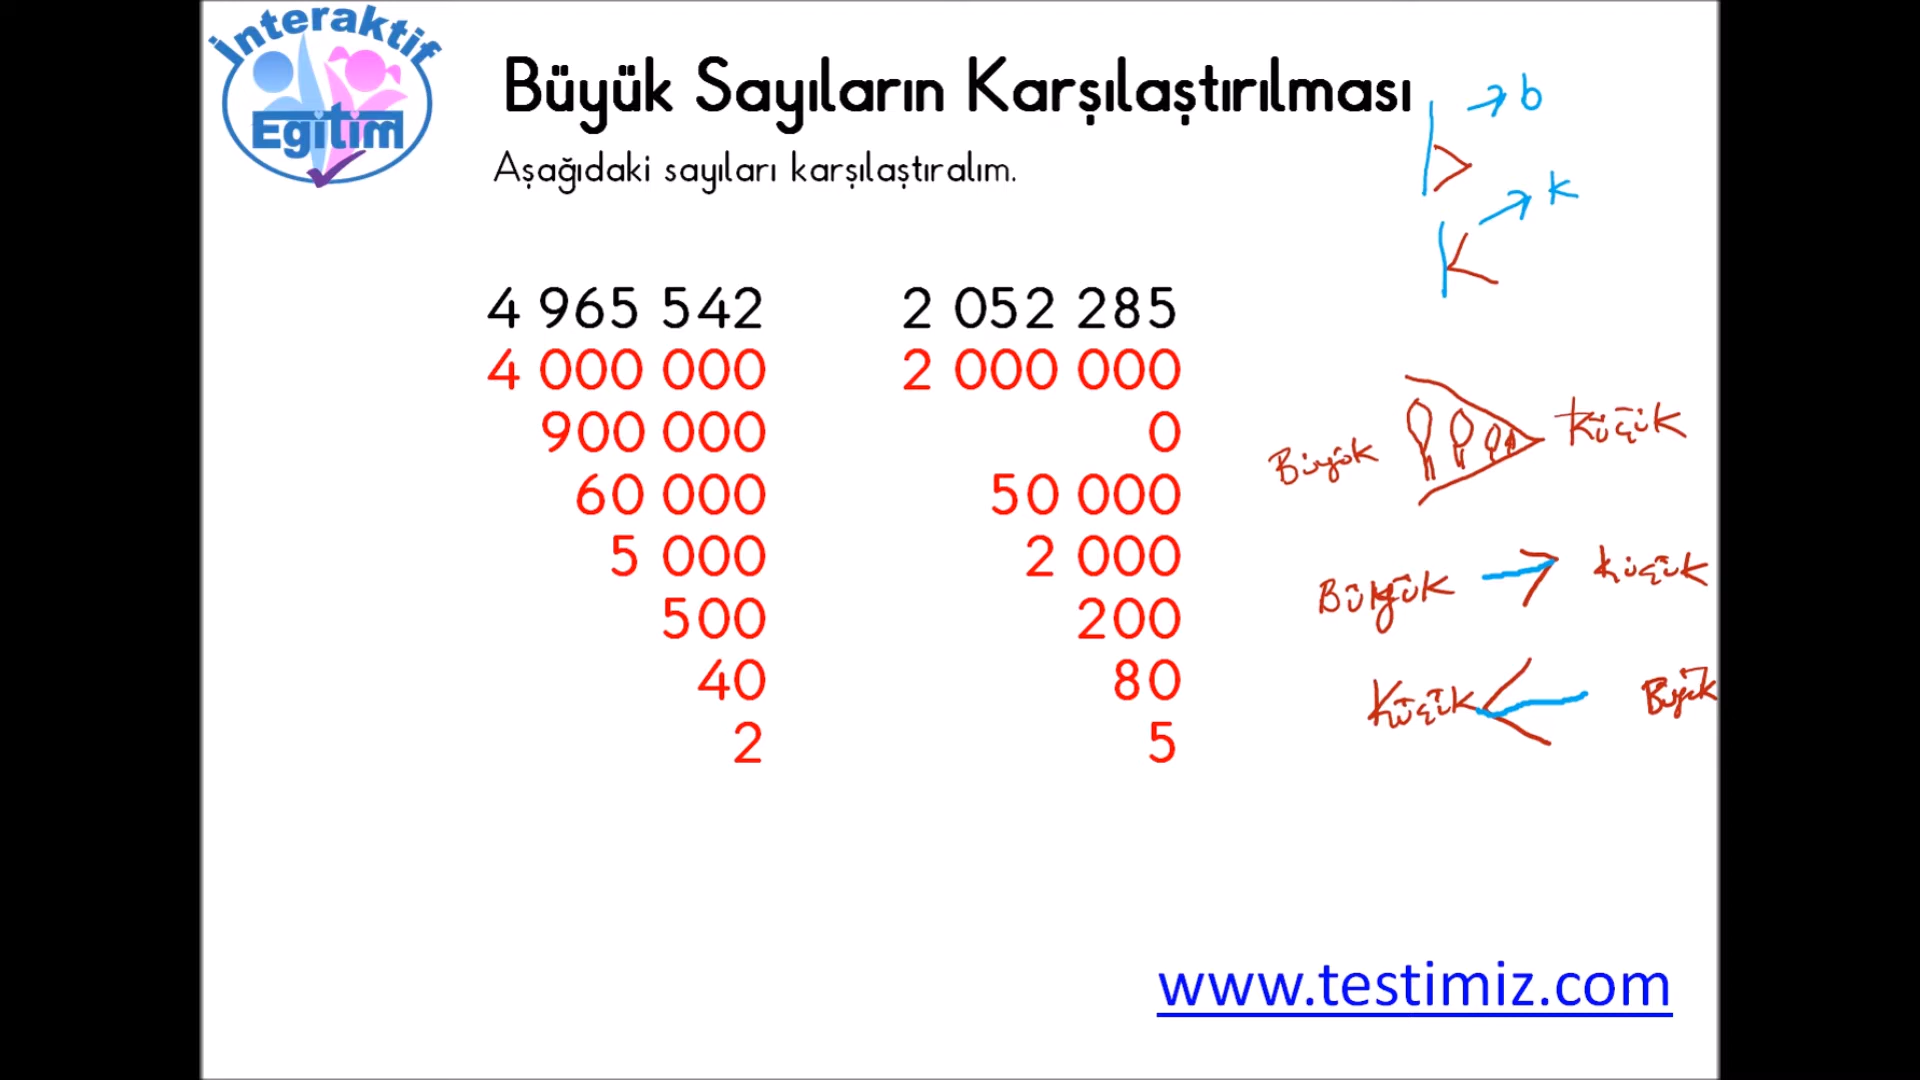 İnteraktif
Eğitim
Büyük Sayıların Karşılaştırılması
Aşağıdaki sayıları karşılaştıralım.
b
k
4 965 542 2 052 285
4 000 000 2 000 000
900 000 0
60 000 50 000
5 000 2 000
500 200
40 80
2 5
Büyük > Küçük
Büyük > küçük
Küçük < Büyük
www.testimiz.com